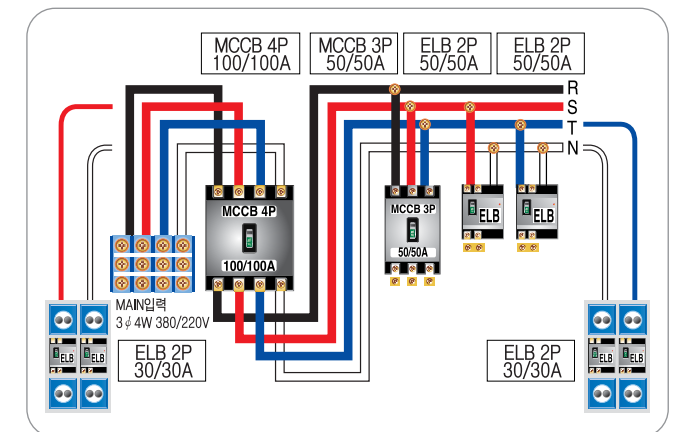 MCCB 4P
100/100A
MCCB 3P
50/50A
ELB 2P
50/50A
ELB 2P
50/50A
R
S
T
N
MCCB 4P
100/100A
MCCB 3P
50/50A
ELB
ELB
MAIN입력
3∮4W 380/220V
ELB
ELB
ELB 2P
30/30A
ELB 2P
30/30A
ELB
ELB